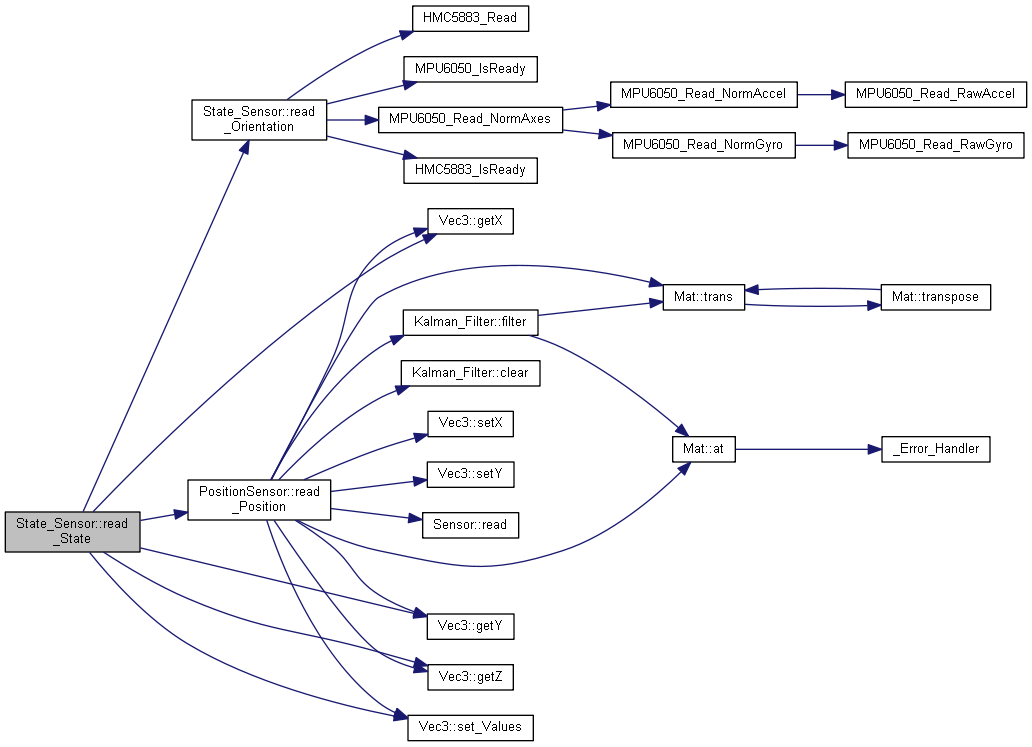 HMC5883_Read
MPU6050_IsReady
State_Sensor::read
_Orientation
MPU6050_Read_NormAxes
MPU6050_Read_NormAccel
MPU6050_Read_RawAccel
MPU6050_Read_NormGyro
MPU6050_Read_RawGyro
HMC5883_IsReady
Vec3::getX
Mat::trans
Mat::transpose
Kalman_Filter::filter
Kalman_Filter::clear
Vec3::setX
Mat::at
_Error_Handler
Vec3::setY
PositionSensor::read
_Position
Sensor::read
State_Sensor::read
_State
Vec3::getY
Vec3::getZ
Vec3::set_Values